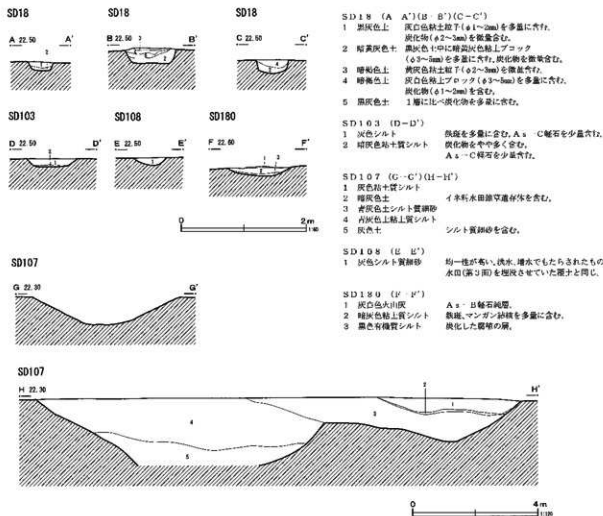 SD18
SD18
SD18
A 22.50 A'
B 22.50 B'
C 22.50 C'
SD103
SD108
SD180
D 22.50 D'
E 22.50 E'
F 22.60 F'
0 2m
1:60
SD107
G 22.30 G'
SD107
H 22.30 H'
0 4m
1:120
SD18 (A-A')(B-B')(C-C')
1 黒灰色土 灰白色粘土粒子(φ1~2mm)を多量に含む。
炭化物(φ2~3mm)を微量含む。
2 暗黄灰色土 黒灰色土中に暗黄灰色粘土ブロック
(φ3~5mm)を多量に含む。炭化物を微量含む。
3 暗褐色土 黄灰色粘土粒子(φ2~3mm)を微量含む。
4 暗褐色土 灰白色粘土ブロック(φ3~5mm)を多量に含む。
炭化物(φ1~2mm)を含む。
5 黒灰色土 1層に比べ炭化物を多量に含む。
SD103 (D-D')
1 灰色シルト 鉄斑を多量に含む。As-C軽石を少量含む。
2 暗灰色粘土質シルト 炭化物をやや多く含む。
As-C軽石を少量含む。
SD107 (G-G')(H-H')
1 灰色粘土質シルト
2 暗灰色土 イネ科水田雑草遺存体を含む。
3 青灰色土シルト質細砂
4 青灰色土粘土質シルト
5 灰色土 シルト質細砂を含む。
SD108 (E-E')
1 灰色シルト質細砂 均一性が高い。洪水、増水でもたらされたもの
水田(第3面)を埋没させていた覆土と同じ。
SD180 (F-F')
1 灰白色火山灰 As-B軽石純層。
2 暗灰色粘土質シルト 鉄斑、マンガン結核を多量に含む。
3 黒色有機質シルト 炭化した腐植の層。